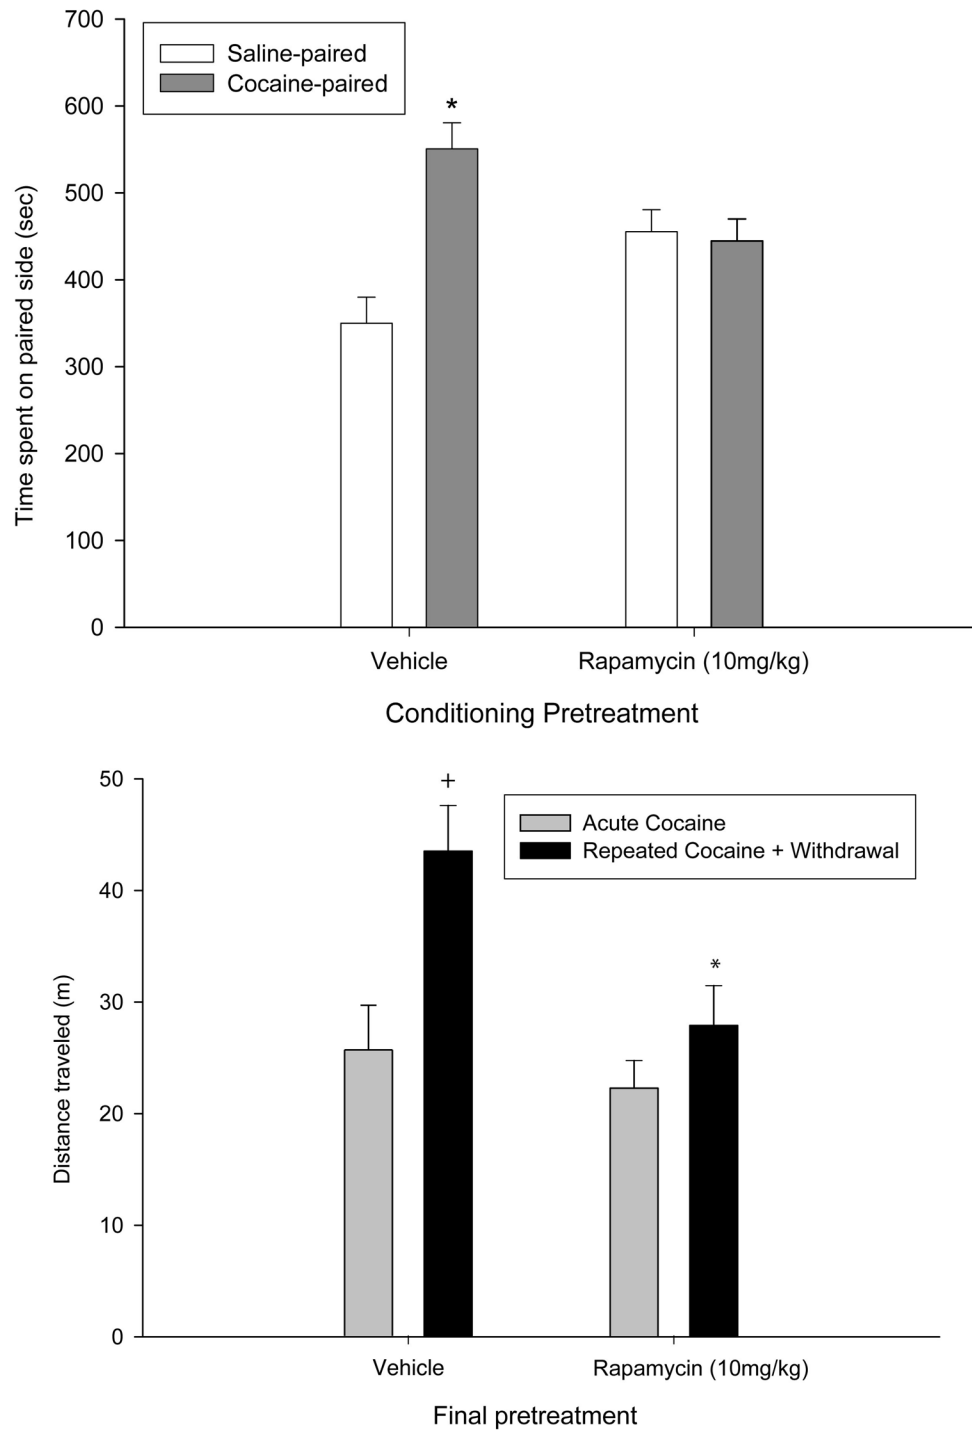 700
600
500
400
300
200
100
0
Time spent on paired side (sec)
Saline-paired
Cocaine-paired
*
Vehicle
Rapamycin (10mg/kg)
Conditioning Pretreatment
50
40
30
20
10
0
Distance traveled (m)
+
Acute Cocaine
Repeated Cocaine + Withdrawal
*
Vehicle
Rapamycin (10mg/kg)
Final pretreatment